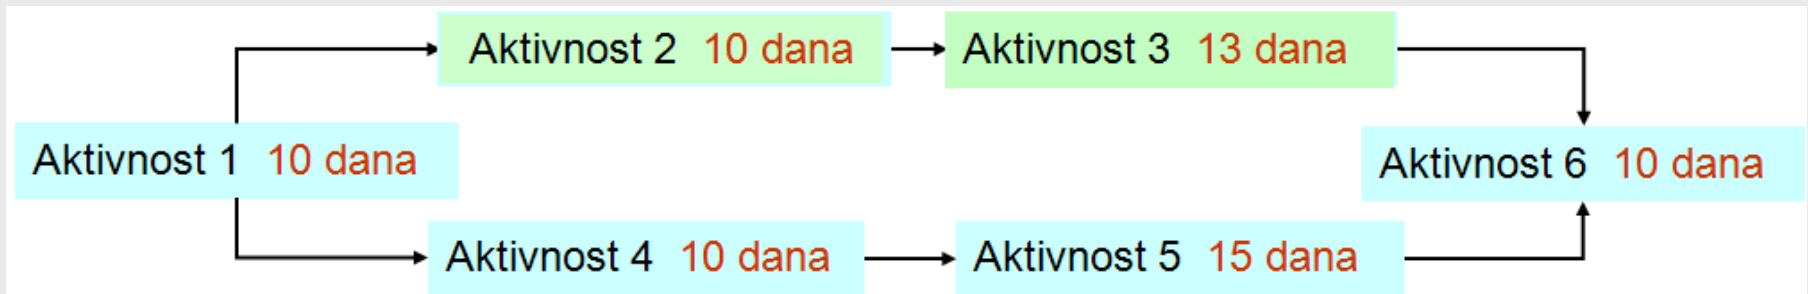 Aktivnost 2 10 dana
Aktivnost 3 13 dana
Aktivnost 1 10 dana
Aktivnost 6 10 dana
Aktivnost 4 10 dana
Aktivnost 5 15 dana